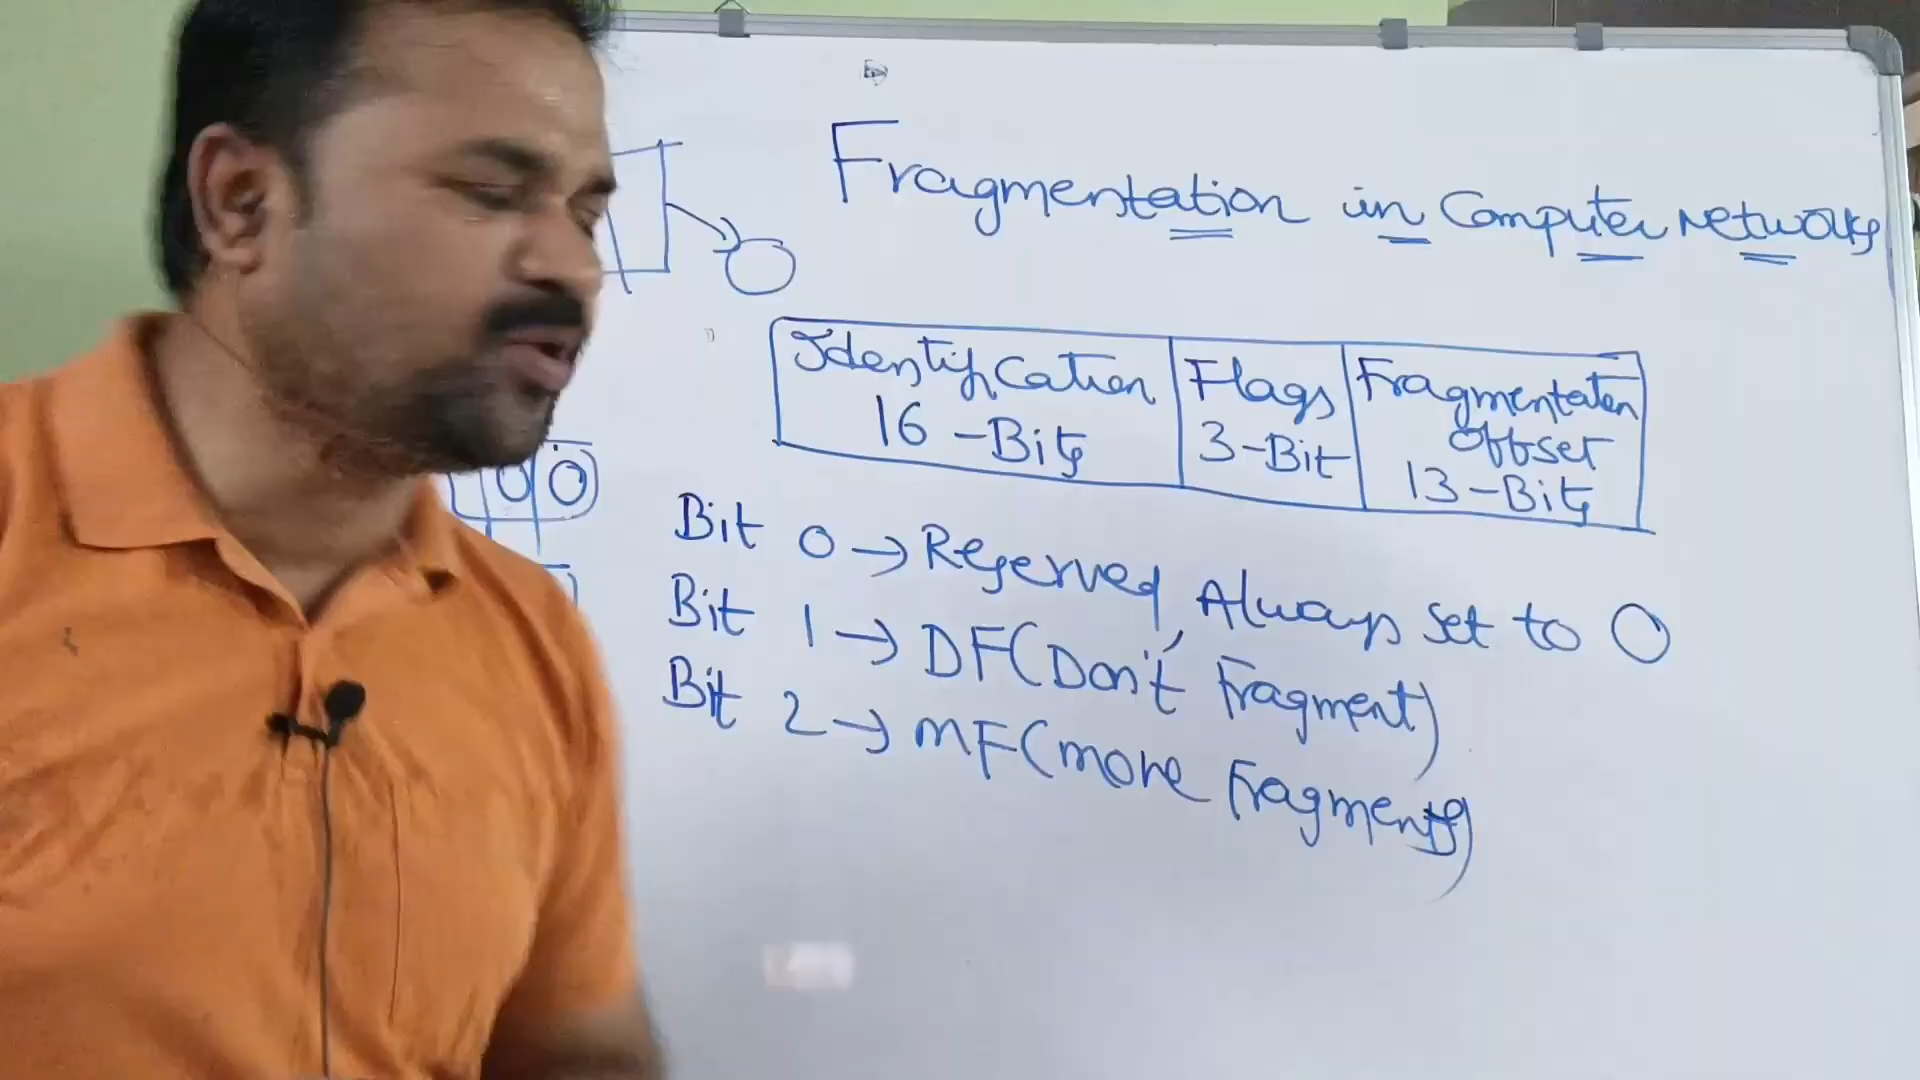 Fragmentation in Computer Networks
Identification Flags Fragmentation
16-Bits 3-Bit offset
13-Bits
Bit 0 → Reserved, Always set to 0
Bit 1 → DF(Don't Fragment)
Bit 2 → MF(more Fragments)
00